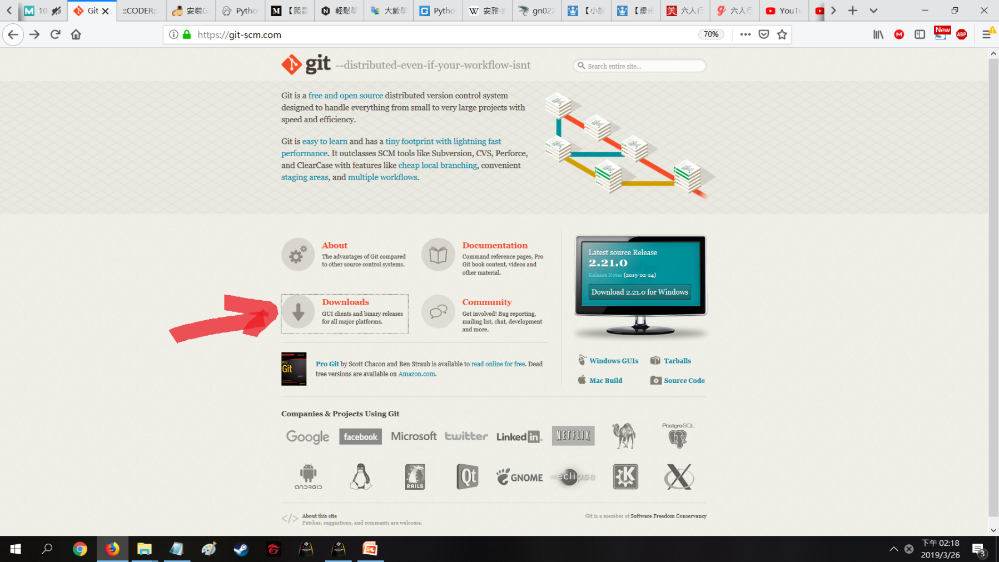 10
Git
::CODER::
安裝G
Pytho
【爬
輕鬆
大數
Pytho
安雅·
gn022
【小
【爆
六人行
六人行
YouTu
https://git-scm.com
70%
New
ABP
git --distributed-even-if-your-workflow-isnt
Search entire site...
Git is a free and open source distributed version control system
designed to handle everything from small to very large projects with
speed and efficiency.
Git is easy to learn and has a tiny footprint with lightning fast
performance. It outclasses SCM tools like Subversion, CVS, Perforce,
and ClearCase with features like cheap local branching, convenient
staging areas, and multiple workflows.
About
The advantages of Git compared
to other source control systems.
Documentation
Command reference pages, Pro
Git book content, videos and
other material.
Downloads
GUI clients and binary releases
for all major platforms.
Community
Get involved! Bug reporting,
mailing list, chat, development
and more.
Latest source Release
2.21.0
Release Notes (2019-02-24)
Download 2.21.0 for Windows
Pro
Git
Pro Git by Scott Chacon and Ben Straub is available to read online for free. Dead
tree versions are available on Amazon.com.
Windows GUIs
Tarballs
Mac Build
Source Code
Companies & Projects Using Git
Google
facebook
Microsoft
twitter
Linked in
NETFLIX
PostgreSQL
ANDROID
RAILS
Qt
GNOME
eclipse
K
X
About this site
Patches, suggestions, and comments are welcome.
Git is a member of Software Freedom Conservancy
下午 02:18
2019/3/26
3